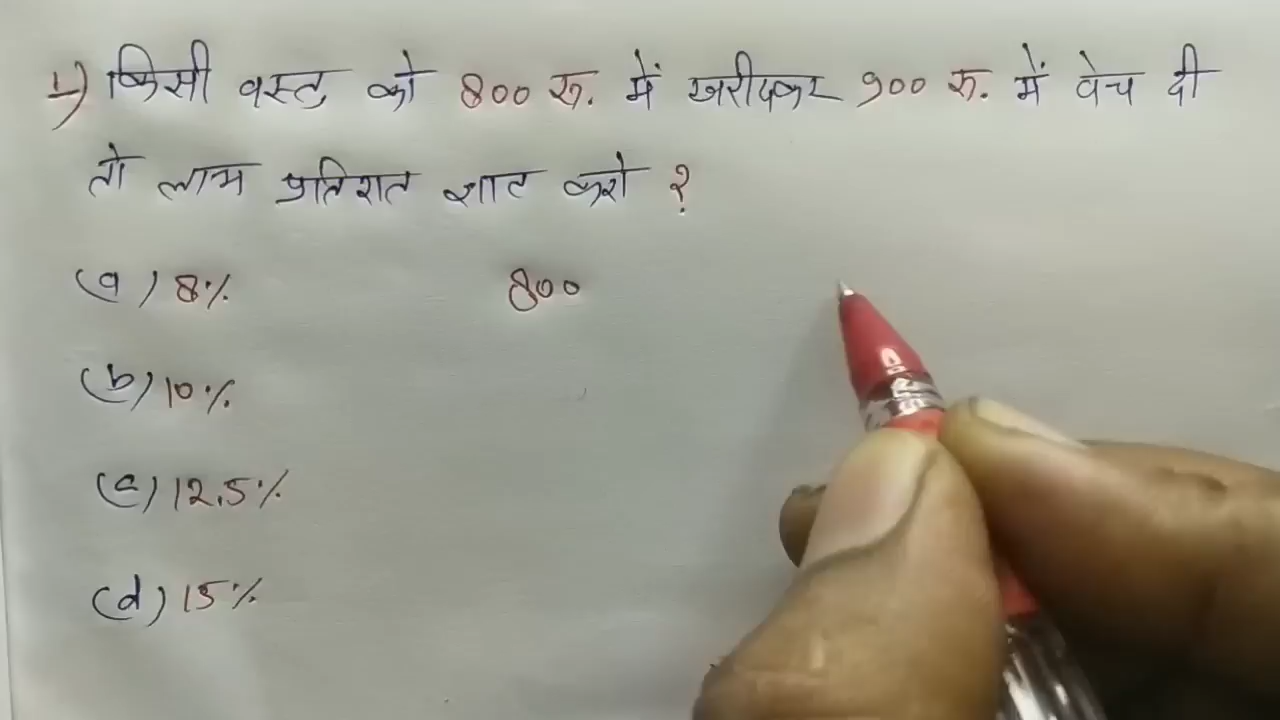 1) किसी वस्तु को 800 रू. में खरीदकर 900 रू. में बेच दी
तो लाभ प्रतिशत ज्ञात करो ?
(a) 8%
800
(b) 10%
(c) 12.5%
(d) 15%